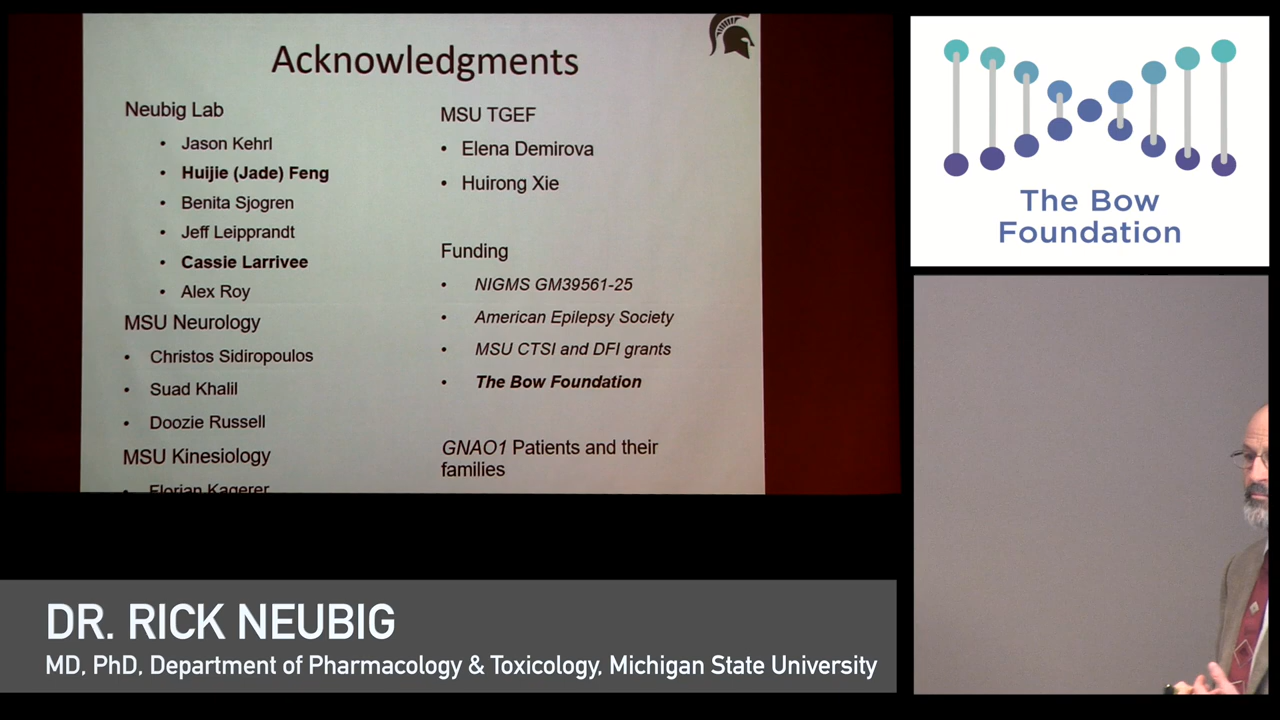 Acknowledgments
Neubig Lab
• Jason Kehrl
• Huijie (Jade) Feng
• Benita Sjogren
• Jeff Leipprandt
• Cassie Larrivee
• Alex Roy
MSU Neurology
• Christos Sidiropoulos
• Suad Khalil
• Doozie Russell
MSU Kinesiology
• Florian Kagerer
MSU TGEF
• Elena Demirova
• Huirong Xie
Funding
• NIGMS GM39561-25
• American Epilepsy Society
• MSU CTSI and DFI grants
• The Bow Foundation
GNAO1 Patients and their
families
The Bow
Foundation
DR. RICK NEUBIG
MD, PhD, Department of Pharmacology & Toxicology, Michigan State University